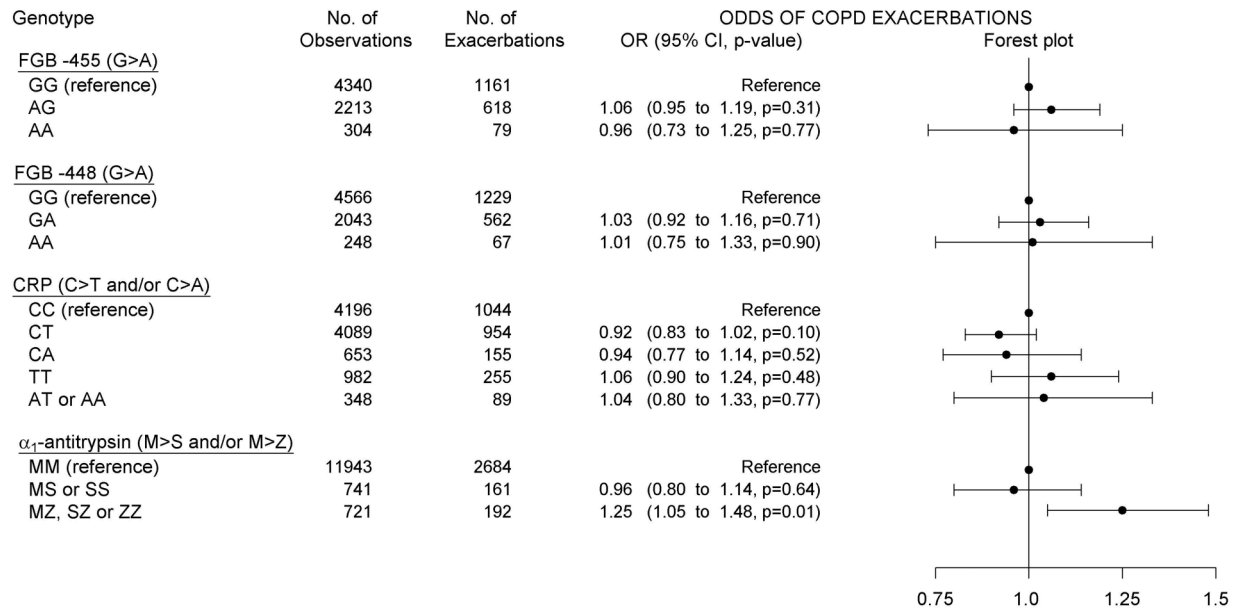 Genotype No. of No. of ODDS OF COPD EXACERBATIONS
Observations Exacerbations OR (95% CI, p-value) Forest plot
FGB -455 (G>A)
GG (reference) 4340 1161 Reference
AG 2213 618 1.06 (0.95 to 1.19, p=0.31)
AA 304 79 0.96 (0.73 to 1.25, p=0.77)
FGB -448 (G>A)
GG (reference) 4566 1229 Reference
GA 2043 562 1.03 (0.92 to 1.16, p=0.71)
AA 248 67 1.01 (0.75 to 1.33, p=0.90)
CRP (C>T and/or C>A)
CC (reference) 4196 1044 Reference
CT 4089 954 0.92 (0.83 to 1.02, p=0.10)
CA 653 155 0.94 (0.77 to 1.14, p=0.52)
TT 982 255 1.06 (0.90 to 1.24, p=0.48)
AT or AA 348 89 1.04 (0.80 to 1.33, p=0.77)
α₁-antitrypsin (M>S and/or M>Z)
MM (reference) 11943 2684 Reference
MS or SS 741 161 0.96 (0.80 to 1.14, p=0.64)
MZ, SZ or ZZ 721 192 1.25 (1.05 to 1.48, p=0.01)
0.75 1.0 1.25 1.5